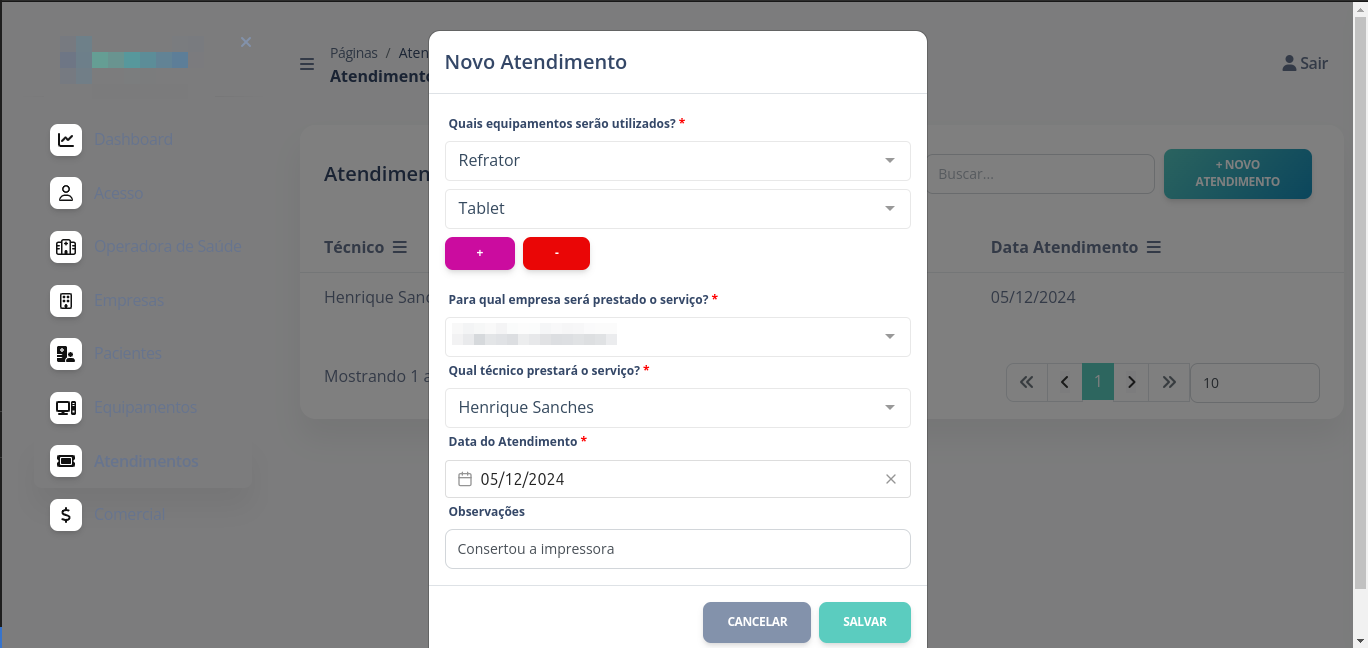 Páginas / Aten
Atendimento
Sair
Dashboard
Acesso
Operadora de Saúde
Empresas
Pacientes
Equipamentos
Atendimentos
Comercial
Atendimen
Buscar...
+ NOVO
ATENDIMENTO
Técnico
Data Atendimento
Henrique Sanc
05/12/2024
Mostrando 1 a
1
10
Novo Atendimento
Quais equipamentos serão utilizados? *
Refrator
Tablet
+
-
Para qual empresa será prestado o serviço? *
Qual técnico prestará o serviço? *
Henrique Sanches
Data do Atendimento *
05/12/2024
Observações
Consertou a impressora
CANCELAR
SALVAR